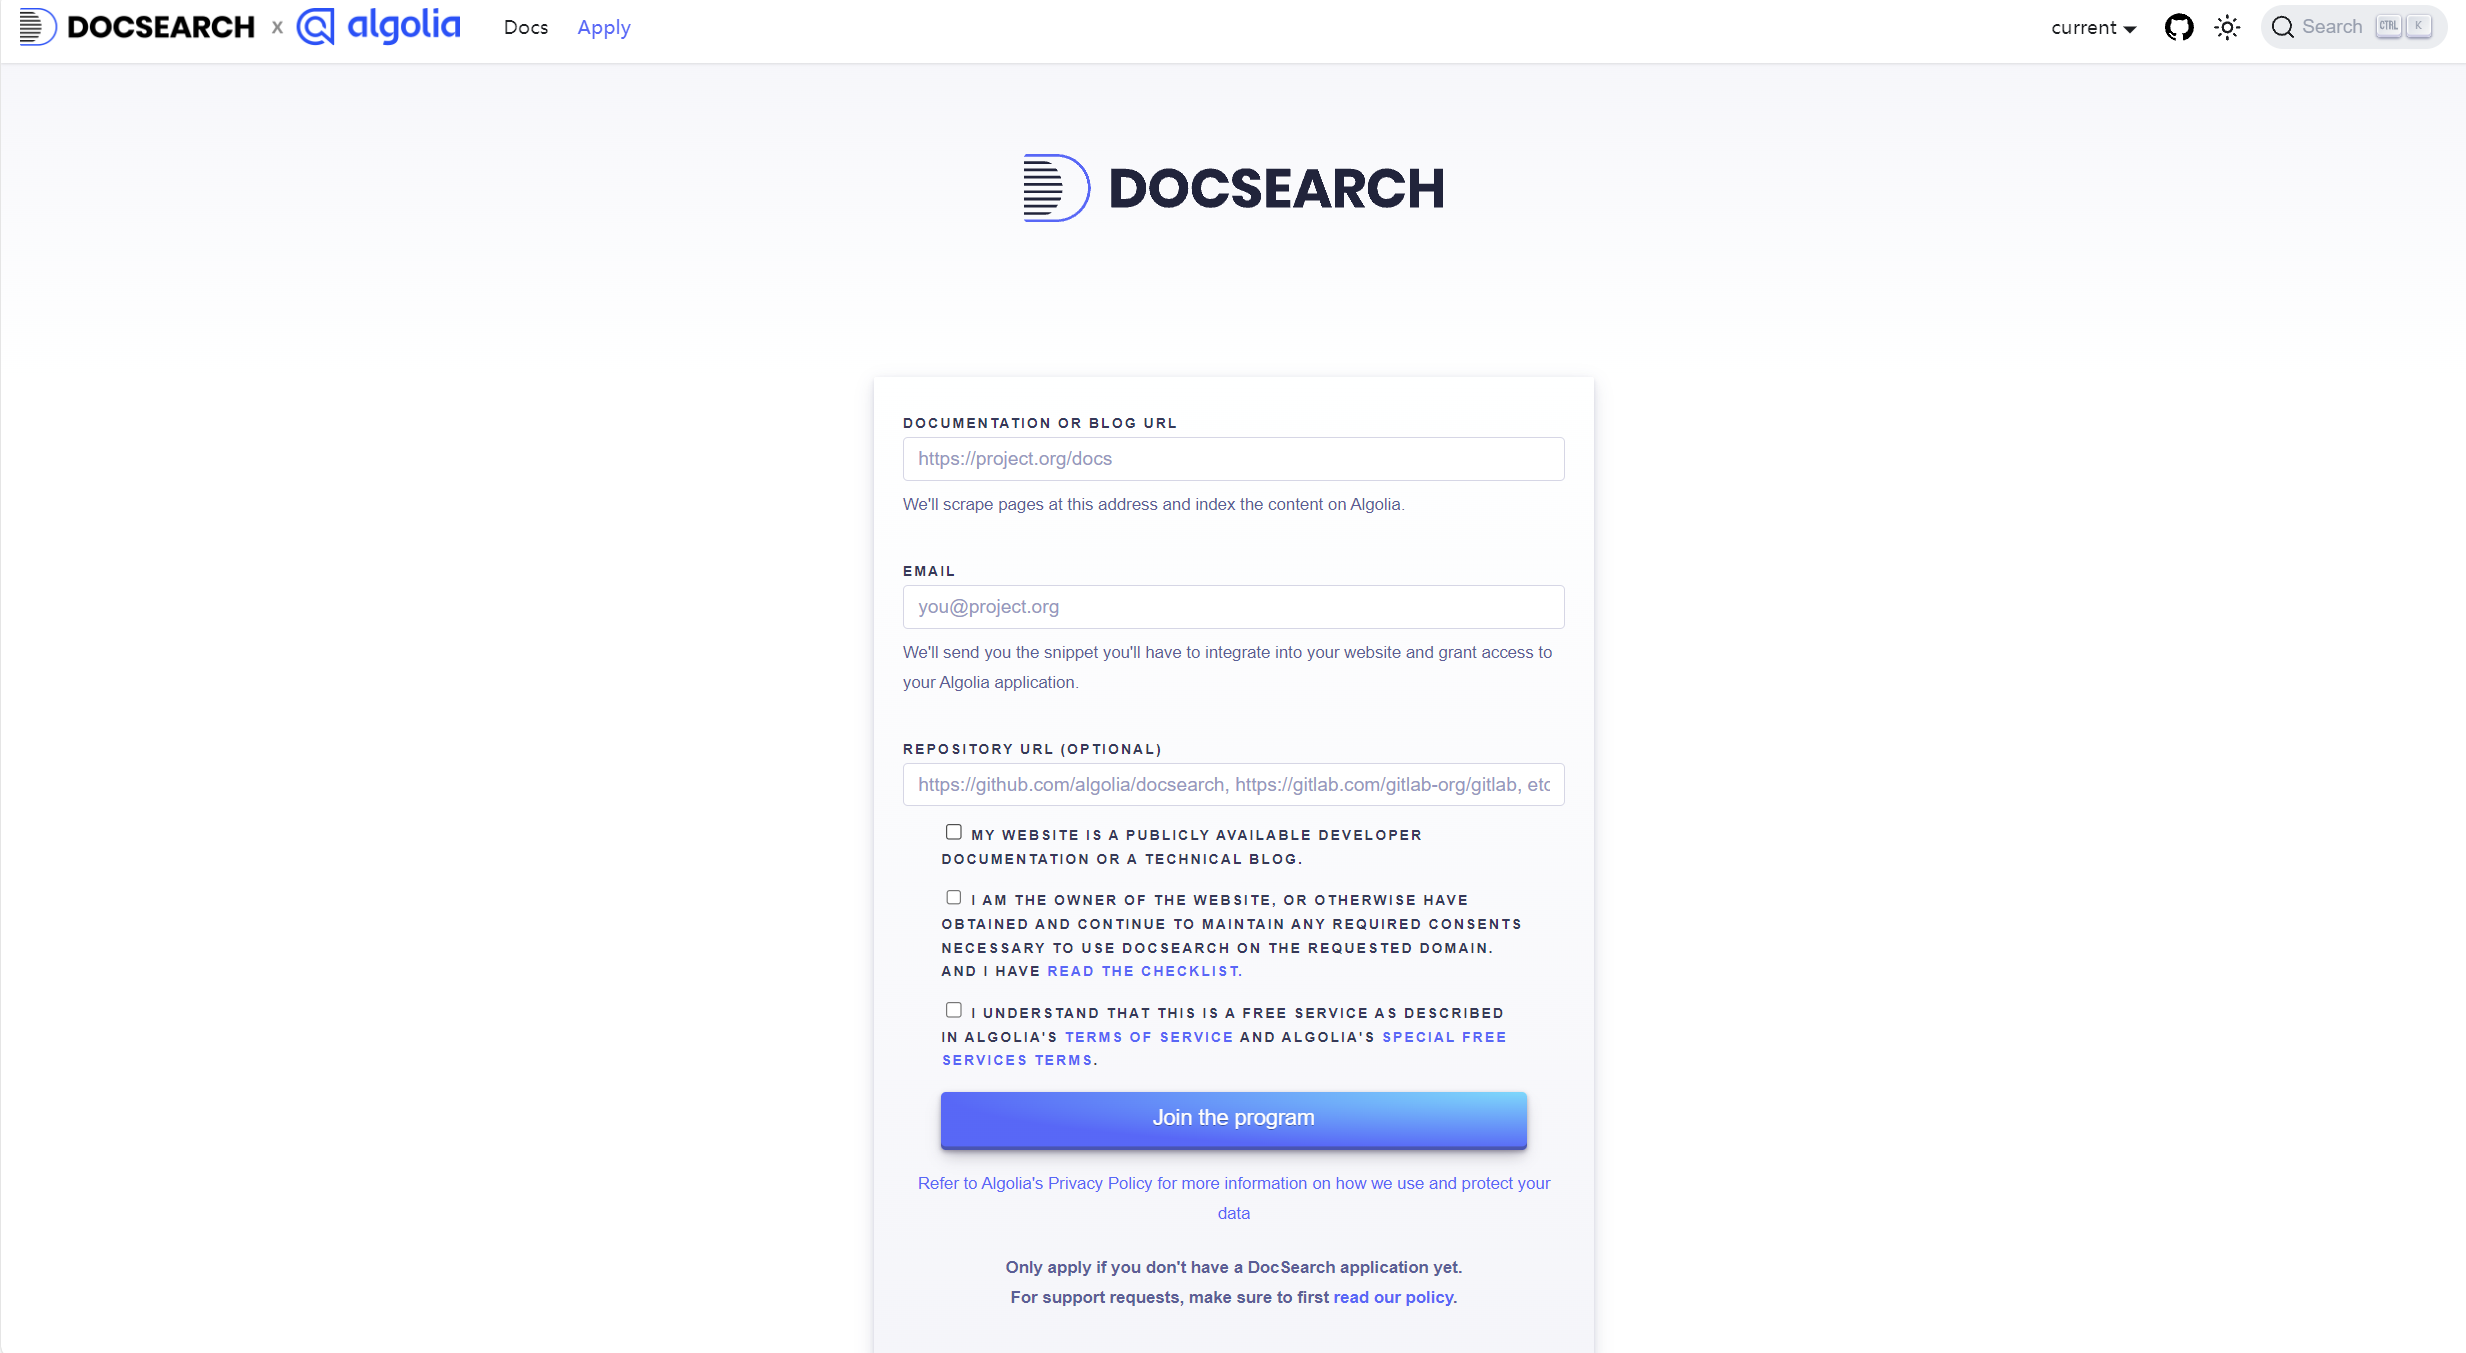 DOCSEARCH x algolia Docs Apply current Search CTRL K
DOCSEARCH
DOCUMENTATION OR BLOG URL
https://project.org/docs
We'll scrape pages at this address and index the content on Algolia.
EMAIL
you@project.org
We'll send you the snippet you'll have to integrate into your website and grant access to
your Algolia application.
REPOSITORY URL (OPTIONAL)
https://github.com/algolia/docsearch, https://gitlab.com/gitlab-org/gitlab, etc
MY WEBSITE IS A PUBLICLY AVAILABLE DEVELOPER
DOCUMENTATION OR A TECHNICAL BLOG.
I AM THE OWNER OF THE WEBSITE, OR OTHERWISE HAVE
OBTAINED AND CONTINUE TO MAINTAIN ANY REQUIRED CONSENTS
NECESSARY TO USE DOCSEARCH ON THE REQUESTED DOMAIN.
AND I HAVE READ THE CHECKLIST.
I UNDERSTAND THAT THIS IS A FREE SERVICE AS DESCRIBED
IN ALGOLIA'S TERMS OF SERVICE AND ALGOLIA'S SPECIAL FREE
SERVICES TERMS.
Join the program
Refer to Algolia's Privacy Policy for more information on how we use and protect your
data
Only apply if you don't have a DocSearch application yet.
For support requests, make sure to first read our policy.